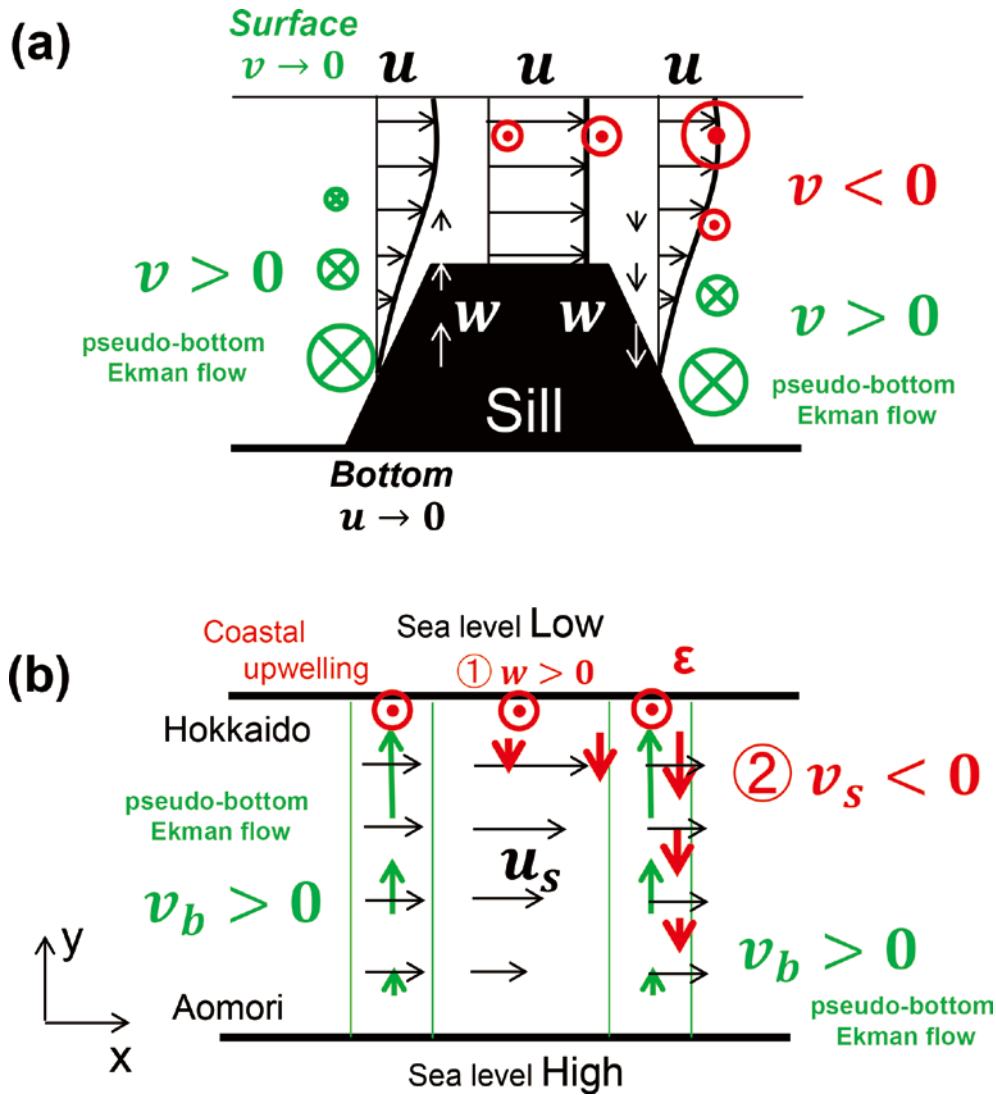 (a)
Surface
v → 0
u
u
u
v < 0
v > 0
pseudo-bottom
Ekman flow
w
w
v > 0
pseudo-bottom
Ekman flow
Sill
Bottom
u → 0
(b)
Coastal
upwelling
Sea level Low
① w > 0
ε
Hokkaido
② vₛ < 0
pseudo-bottom
Ekman flow
uₛ
v_b > 0
v_b > 0
pseudo-bottom
Ekman flow
y
x
Aomori
Sea level High